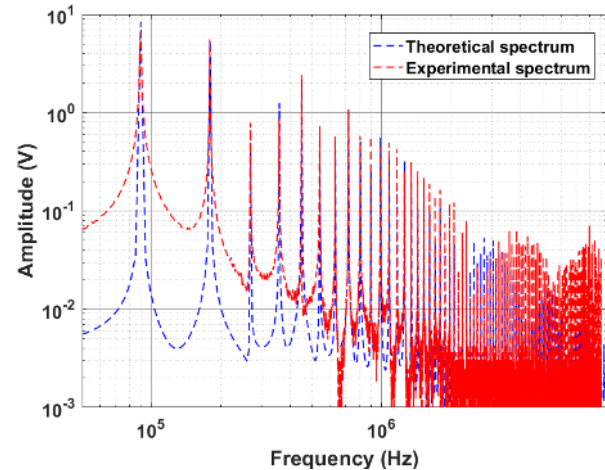 10^1
10^0
10^-1
10^-2
10^-3
Amplitude (V)
Theoretical spectrum
Experimental spectrum
10^5
10^6
Frequency (Hz)